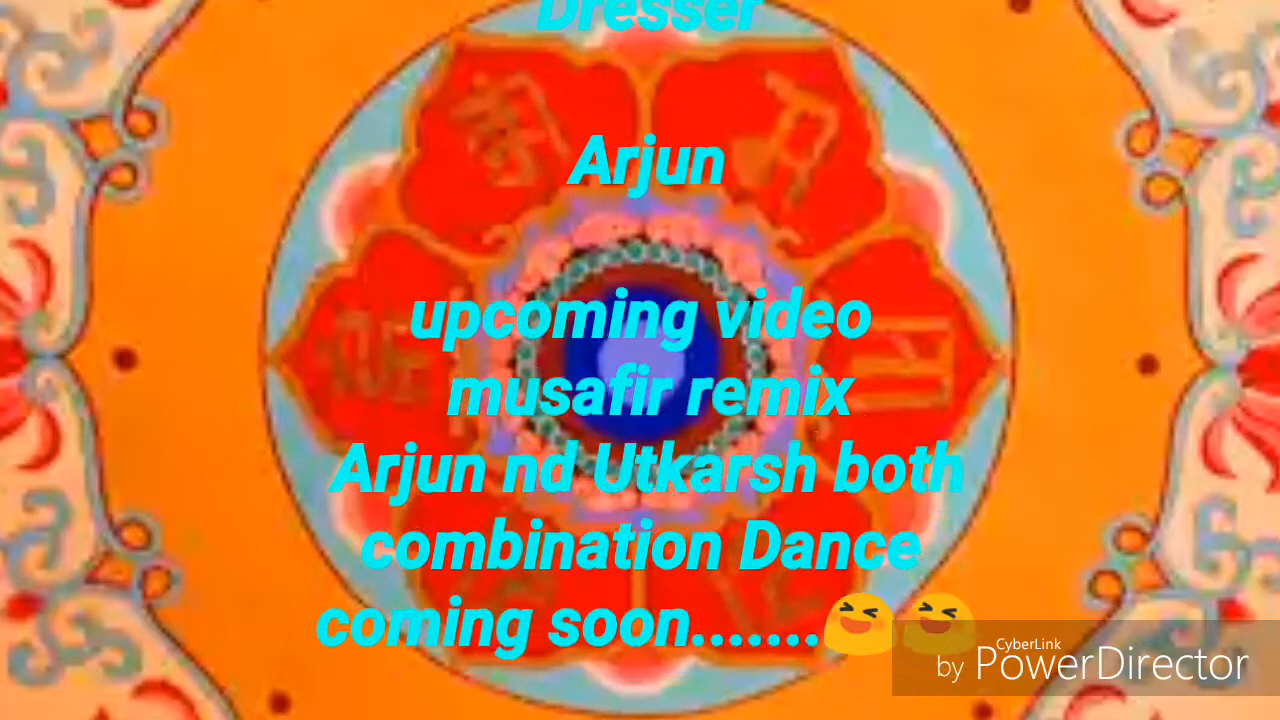 Dresser
Arjun
upcoming video
musafir remix
Arjun nd Utkarsh both
combination Dance
coming soon.......😆😆
CyberLink
by PowerDirector